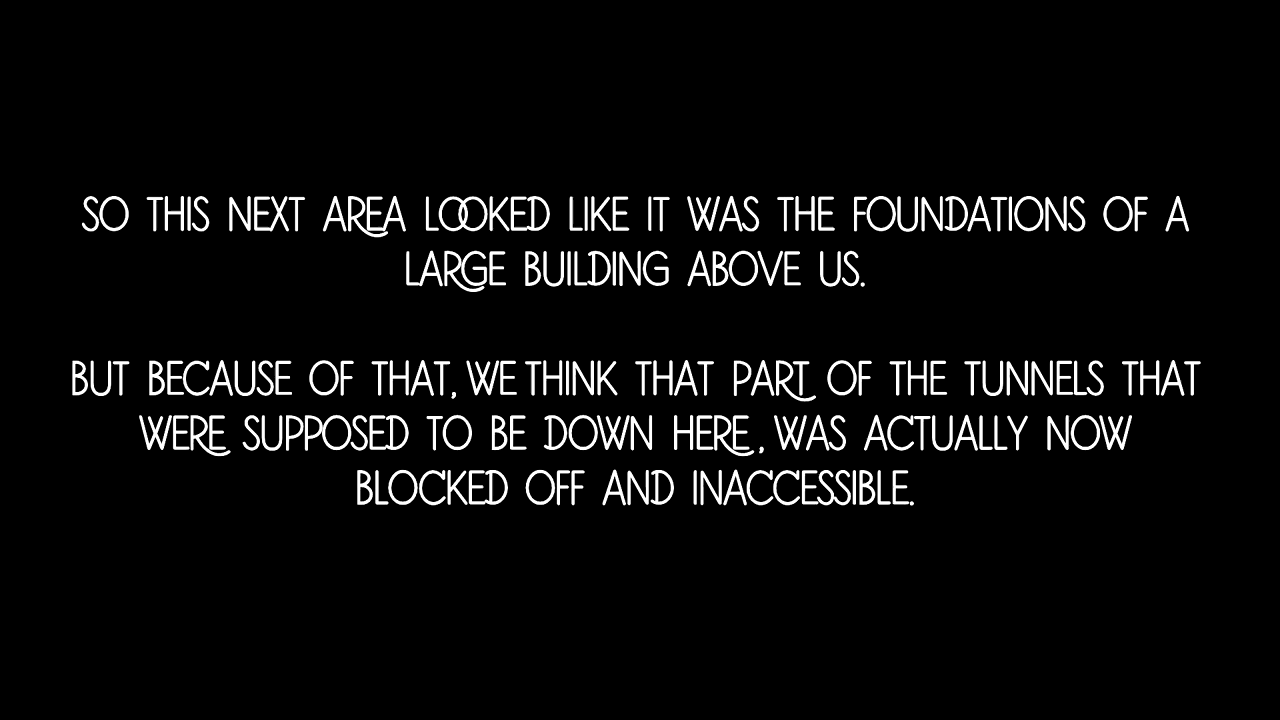 SO THIS NEXT AREA LOOKED LIKE IT WAS THE FOUNDATIONS OF A
LARGE BUILDING ABOVE US.
BUT BECAUSE OF THAT, WE THINK THAT PART OF THE TUNNELS THAT
WERE SUPPOSED TO BE DOWN HERE, WAS ACTUALLY NOW
BLOCKED OFF AND INACCESSIBLE.